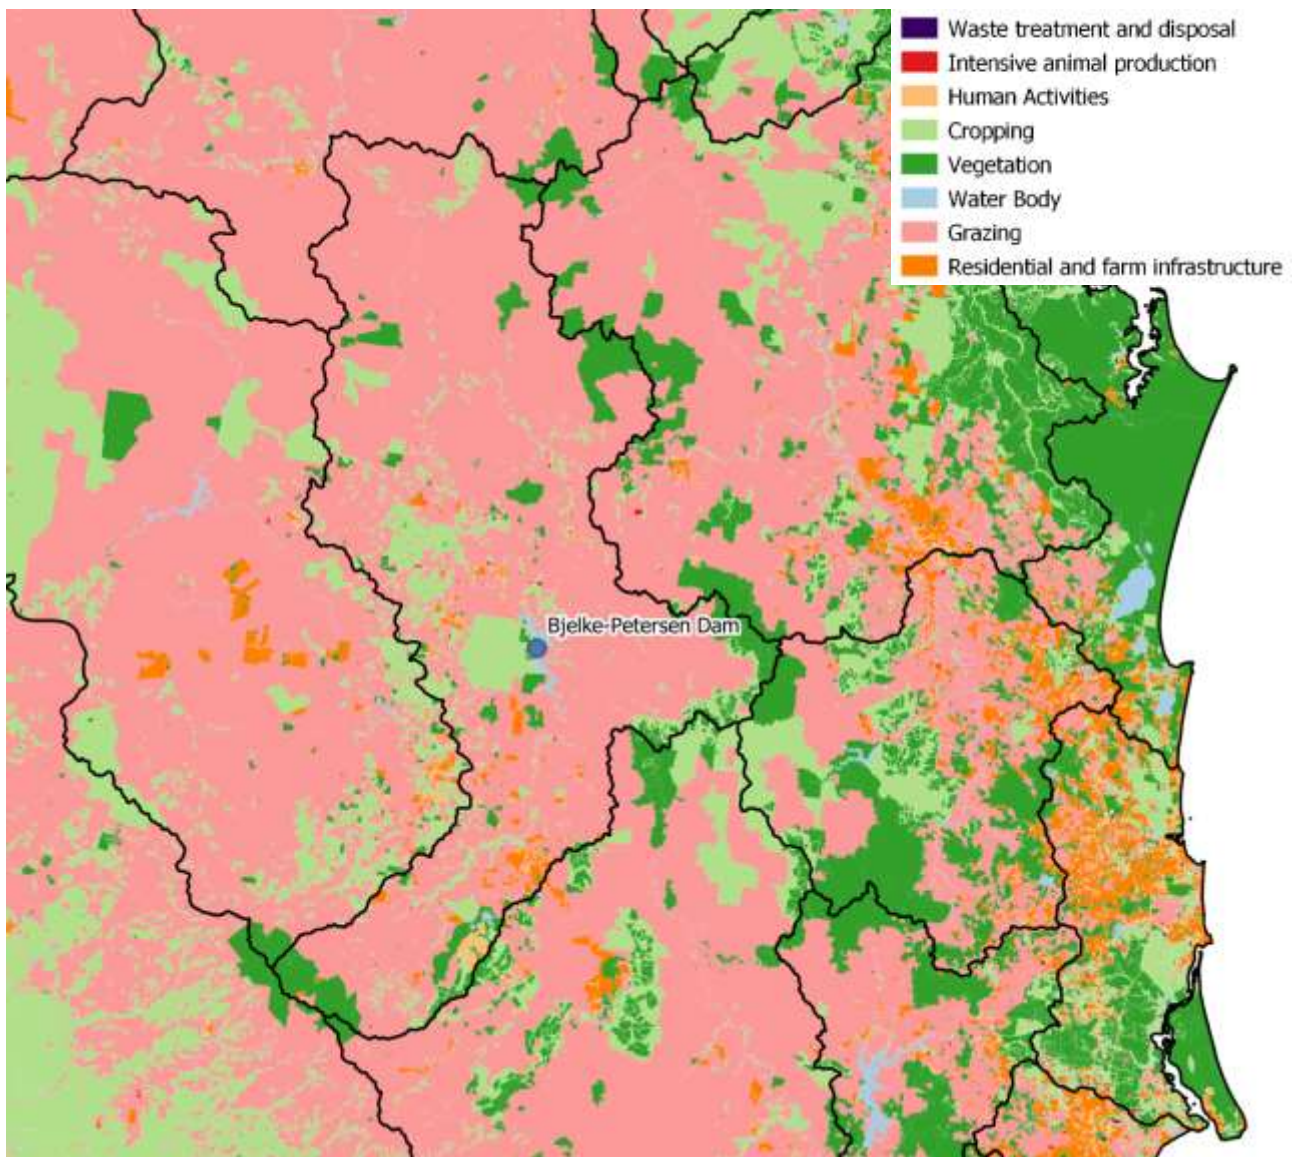 Waste treatment and disposal
Intensive animal production
Human Activities
Cropping
Vegetation
Water Body
Grazing
Residential and farm infrastructure
Bjelke-Petersen Dam